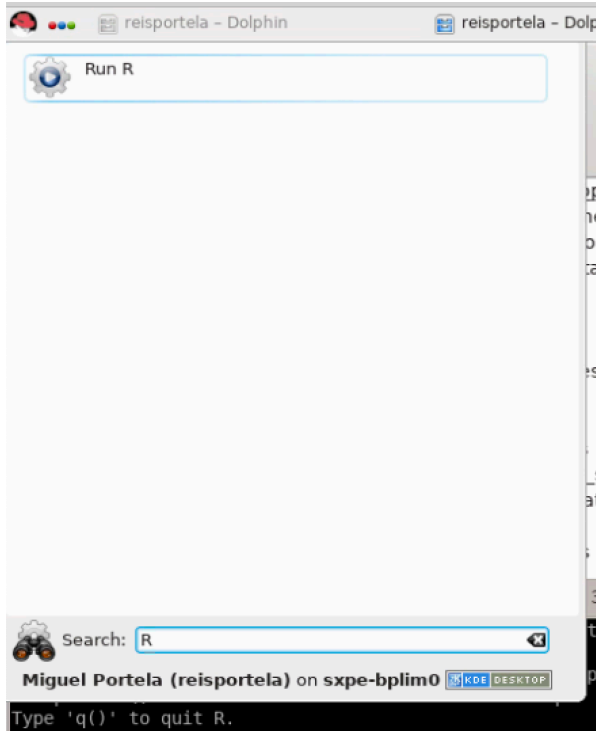 reisportela – Dolphin
reisportela – Dolp
Run R
Search: R
Miguel Portela (reisportela) on sxpe-bplim0 KDE DESKTOP
Type 'q()' to quit R.